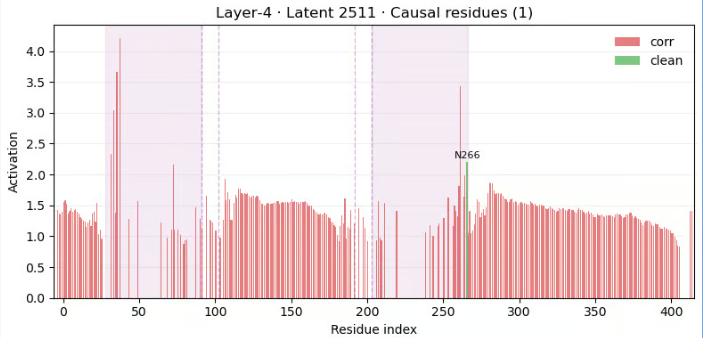 Layer-4 · Latent 2511 · Causal residues (1)
4.0
3.5
3.0
2.5
2.0
1.5
1.0
0.5
0.0
Activation
corr
clean
N266
0 50 100 150 200 250 300 350 400
Residue index